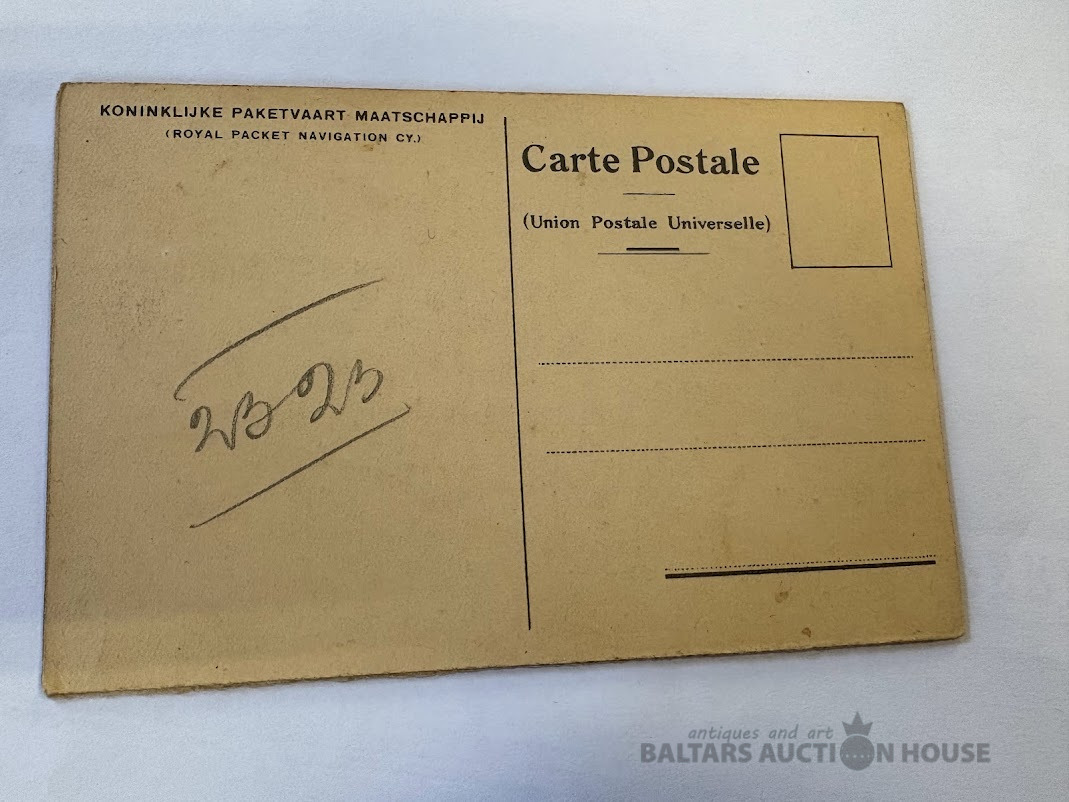 KONINKLIJKE PAKETVAART MAATSCHAPPIJ
(ROYAL PACKET NAVIGATION CY.)
Carte Postale
(Union Postale Universelle)
antiques and art
BALTARS AUCTION HOUSE